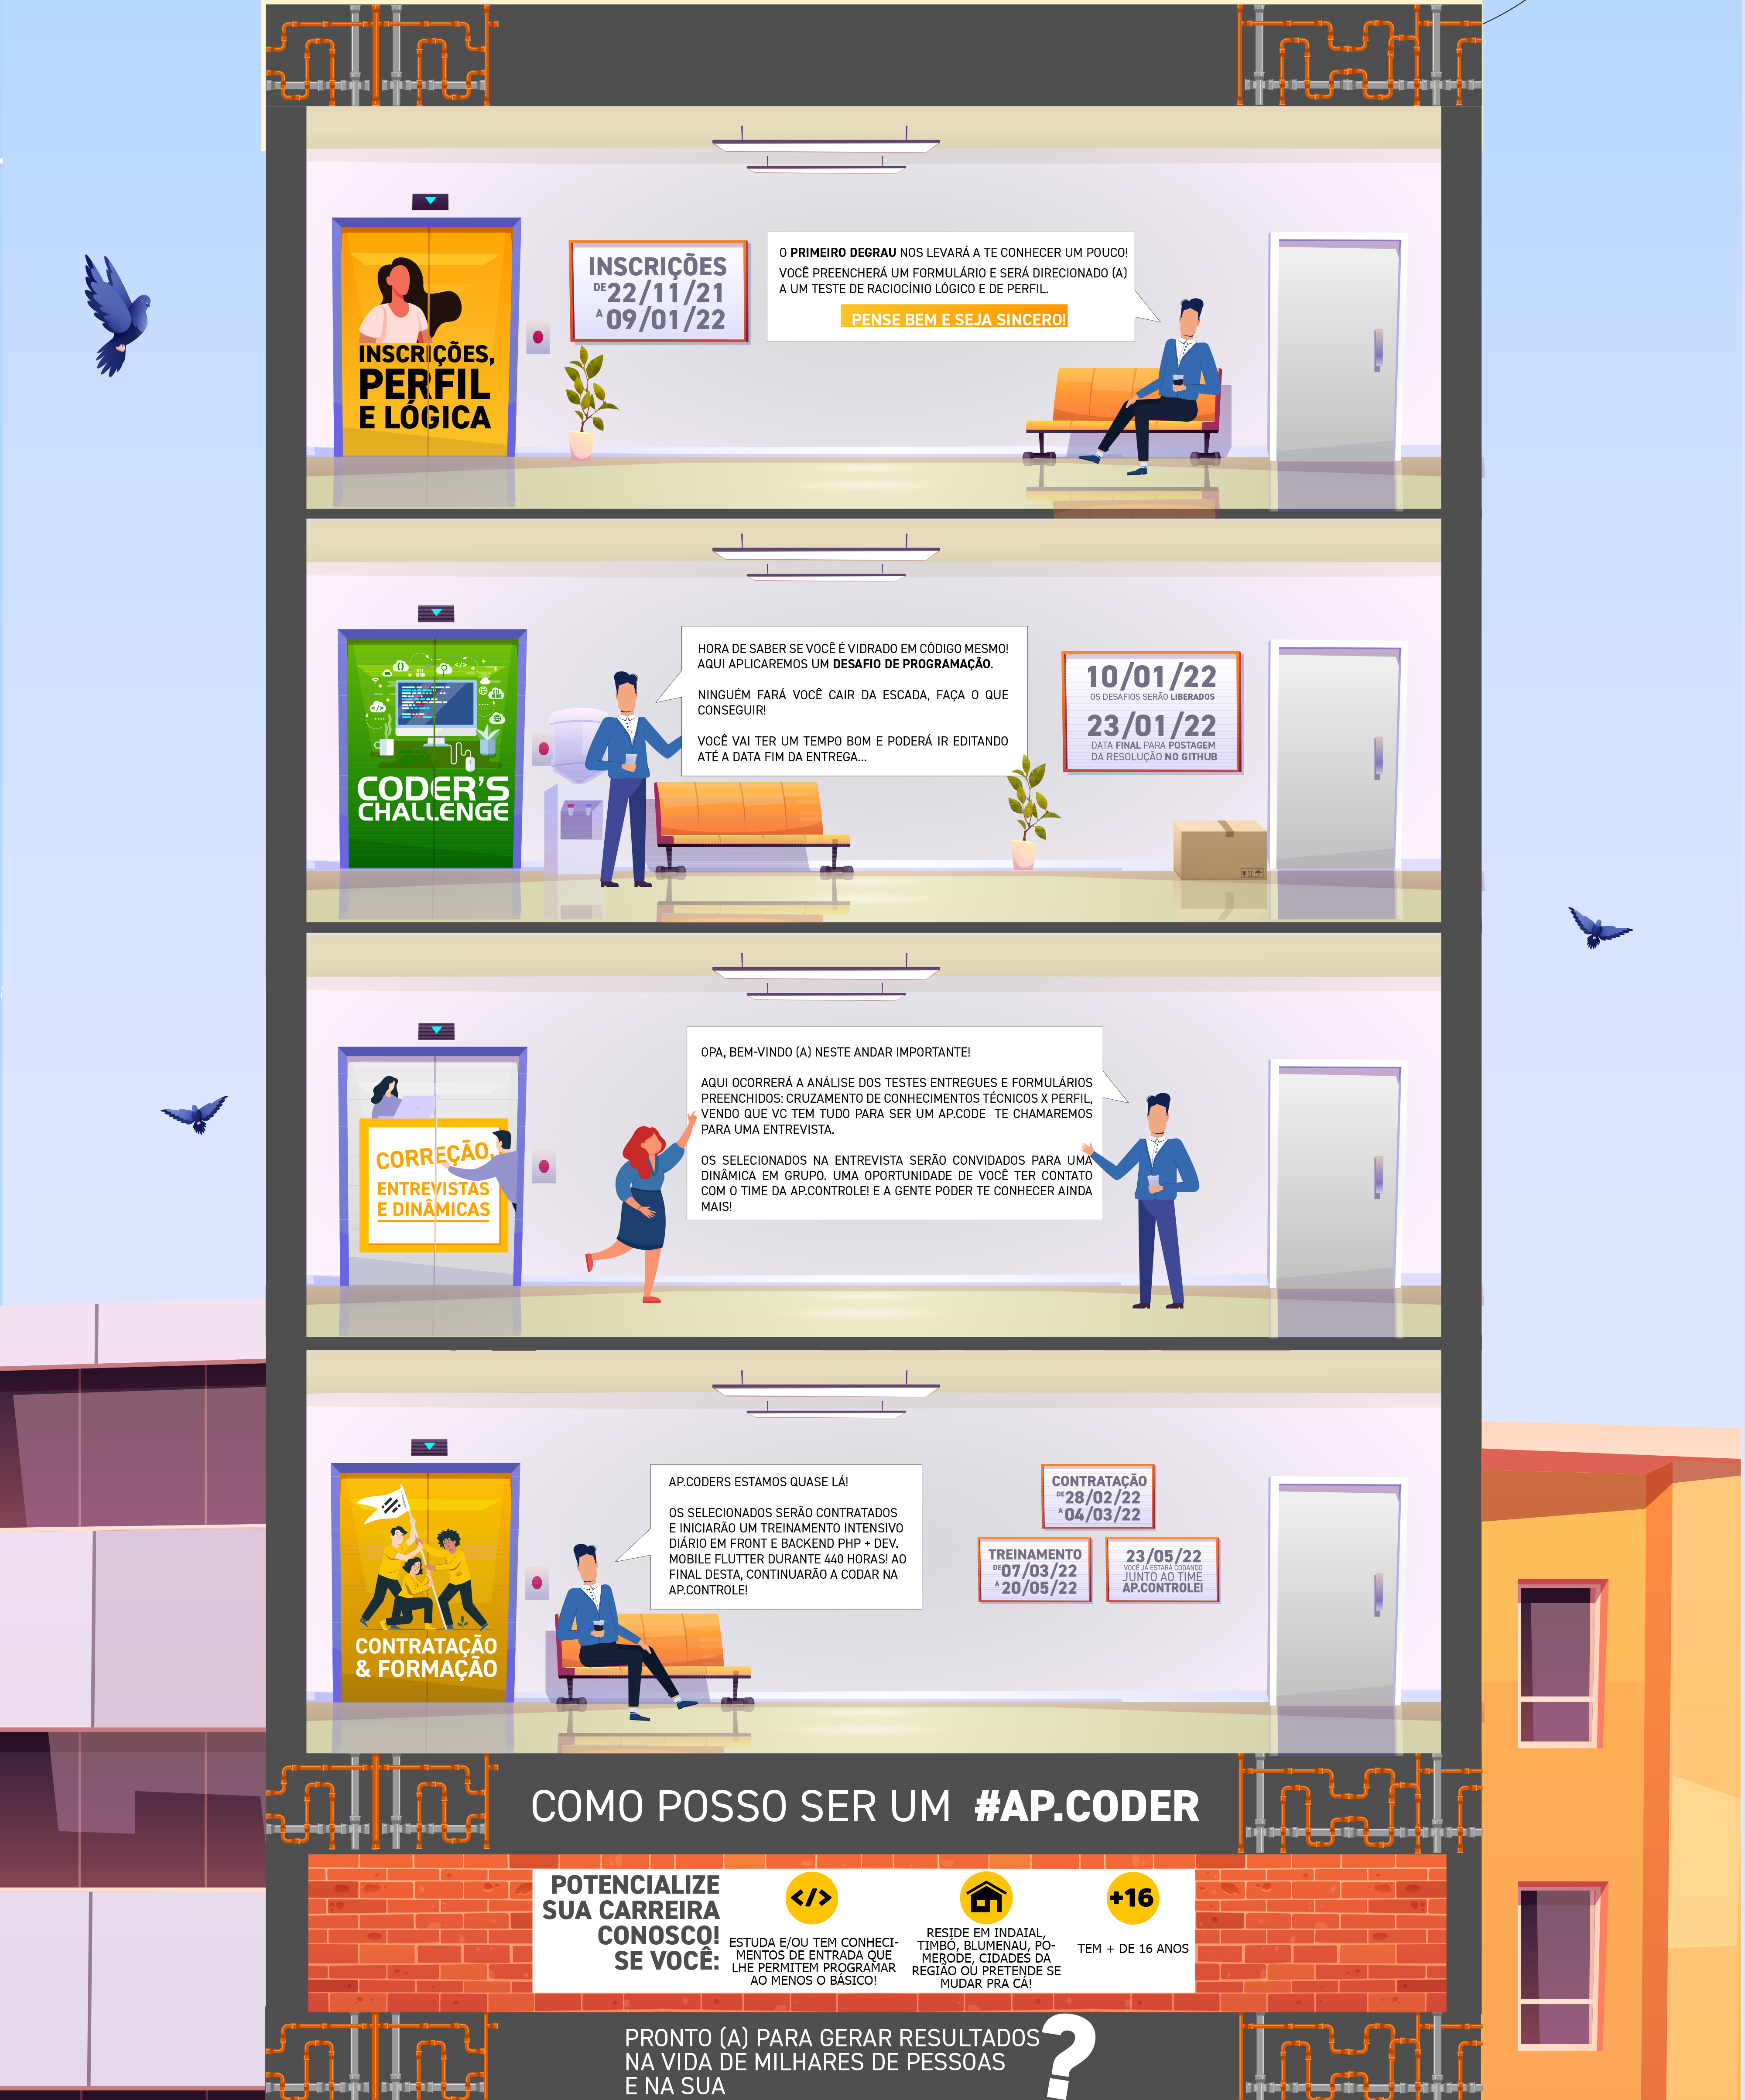 INSCRIÇÕES,
PERFIL
E LÓGICA
INSCRIÇÕES
DE 22/11/21
A 09/01/22
O PRIMEIRO DEGRAU NOS LEVARÁ A TE CONHECER UM POUCO!
VOCÊ PREENCHERÁ UM FORMULÁRIO E SERÁ DIRECIONADO (A)
A UM TESTE DE RACIOCÍNIO LÓGICO E DE PERFIL.
PENSE BEM E SEJA SINCERO!
CODER'S
CHALLENGE
HORA DE SABER SE VOCÊ É VIDRADO EM CÓDIGO MESMO!
AQUI APLICAREMOS UM DESAFIO DE PROGRAMAÇÃO.
NINGUÉM FARÁ VOCÊ CAIR DA ESCADA, FAÇA O QUE
CONSEGUIR!
VOCÊ VAI TER UM TEMPO BOM E PODERÁ IR EDITANDO
ATÉ A DATA FIM DA ENTREGA...
10/01/22
OS DESAFIOS SERÃO LIBERADOS
23/01/22
DATA FINAL PARA POSTAGEM
DA RESOLUÇÃO NO GITHUB
CORREÇÃO,
ENTREVISTAS
E DINÂMICAS
OPA, BEM-VINDO (A) NESTE ANDAR IMPORTANTE!
AQUI OCORRERÁ A ANÁLISE DOS TESTES ENTREGUES E FORMULÁRIOS
PREENCHIDOS: CRUZAMENTO DE CONHECIMENTOS TÉCNICOS X PERFIL,
VENDO QUE VC TEM TUDO PARA SER UM AP.CODE TE CHAMAREMOS
PARA UMA ENTREVISTA.
OS SELECIONADOS NA ENTREVISTA SERÃO CONVIDADOS PARA UMA
DINÂMICA EM GRUPO. UMA OPORTUNIDADE DE VOCÊ TER CONTATO
COM O TIME DA AP.CONTROLE! E A GENTE PODER TE CONHECER AINDA
MAIS!
CONTRATAÇÃO
& FORMAÇÃO
AP.CODERS ESTAMOS QUASE LÁ!
OS SELECIONADOS SERÃO CONTRATADOS
E INICIARÃO UM TREINAMENTO INTENSIVO
DIÁRIO EM FRONT E BACKEND PHP + DEV.
MOBILE FLUTTER DURANTE 440 HORAS! AO
FINAL DESTA, CONTINUARÃO A CODAR NA
AP.CONTROLE!
CONTRATAÇÃO
DE 28/02/22
A 04/03/22
TREINAMENTO
DE 07/03/22
A 20/05/22
23/05/22
VOCÊ JÁ ESTARÁ CODANDO
JUNTO AO TIME
AP.CONTROLE!
COMO POSSO SER UM #AP.CODER
POTENCIALIZE
SUA CARREIRA
CONOSCO!
SE VOCÊ:
</>
ESTUDA E/OU TEM CONHECI-
MENTOS DE ENTRADA QUE
LHE PERMITEM PROGRAMAR
AO MENOS O BÁSICO!
RESIDE EM INDAIAL,
TIMBÓ, BLUMENAU, PO-
MERODE, CIDADES DA
REGIÃO OU PRETENDE SE
MUDAR PRA CÁ!
+16
TEM + DE 16 ANOS
PRONTO (A) PARA GERAR RESULTADOS
NA VIDA DE MILHARES DE PESSOAS
E NA SUA ?